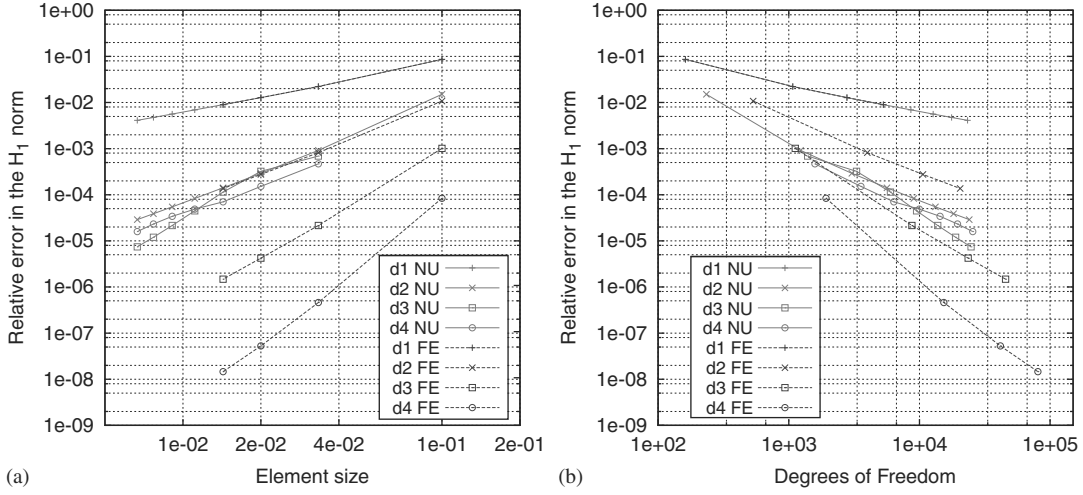 1e+00
1e-01
1e-02
1e-03
1e-04
1e-05
1e-06
1e-07
1e-08
1e-09
Relative error in the H1 norm
d1 NU
d2 NU
d3 NU
d4 NU
d1 FE
d2 FE
d3 FE
d4 FE
1e-02 2e-02 4e-02 1e-01 2e-01
(a) Element size
1e+00
1e-01
1e-02
1e-03
1e-04
1e-05
1e-06
1e-07
1e-08
1e-09
Relative error in the H1 norm
d1 NU
d2 NU
d3 NU
d4 NU
d1 FE
d2 FE
d3 FE
d4 FE
1e+02 1e+03 1e+04 1e+05
(b) Degrees of Freedom